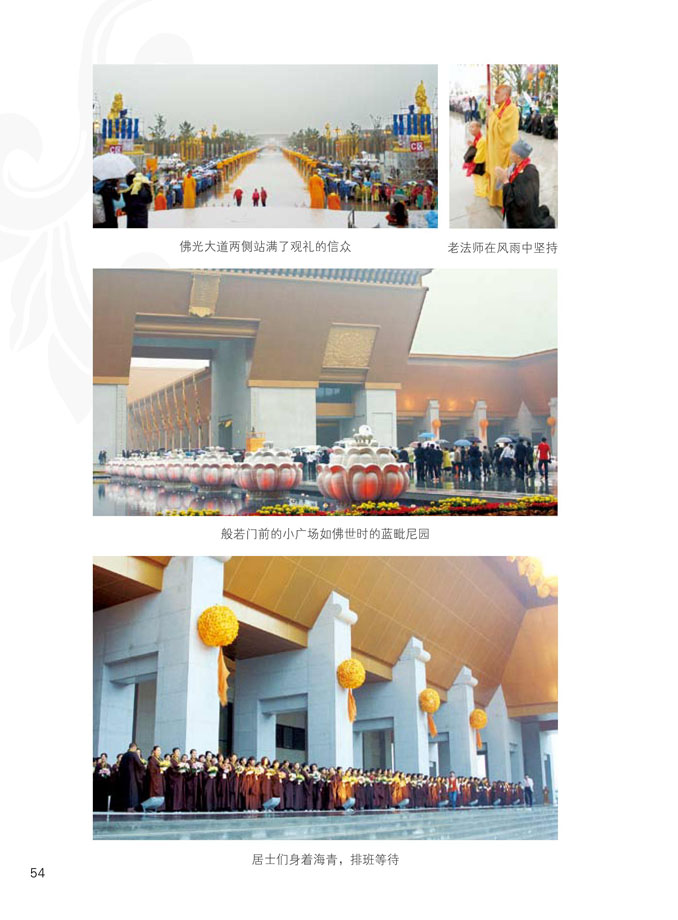 佛光大道两侧站满了观礼的信众
老法师在风雨中坚持
般若门前的小广场如佛世时的蓝毗尼园
居士们身着海青，排班等待
54